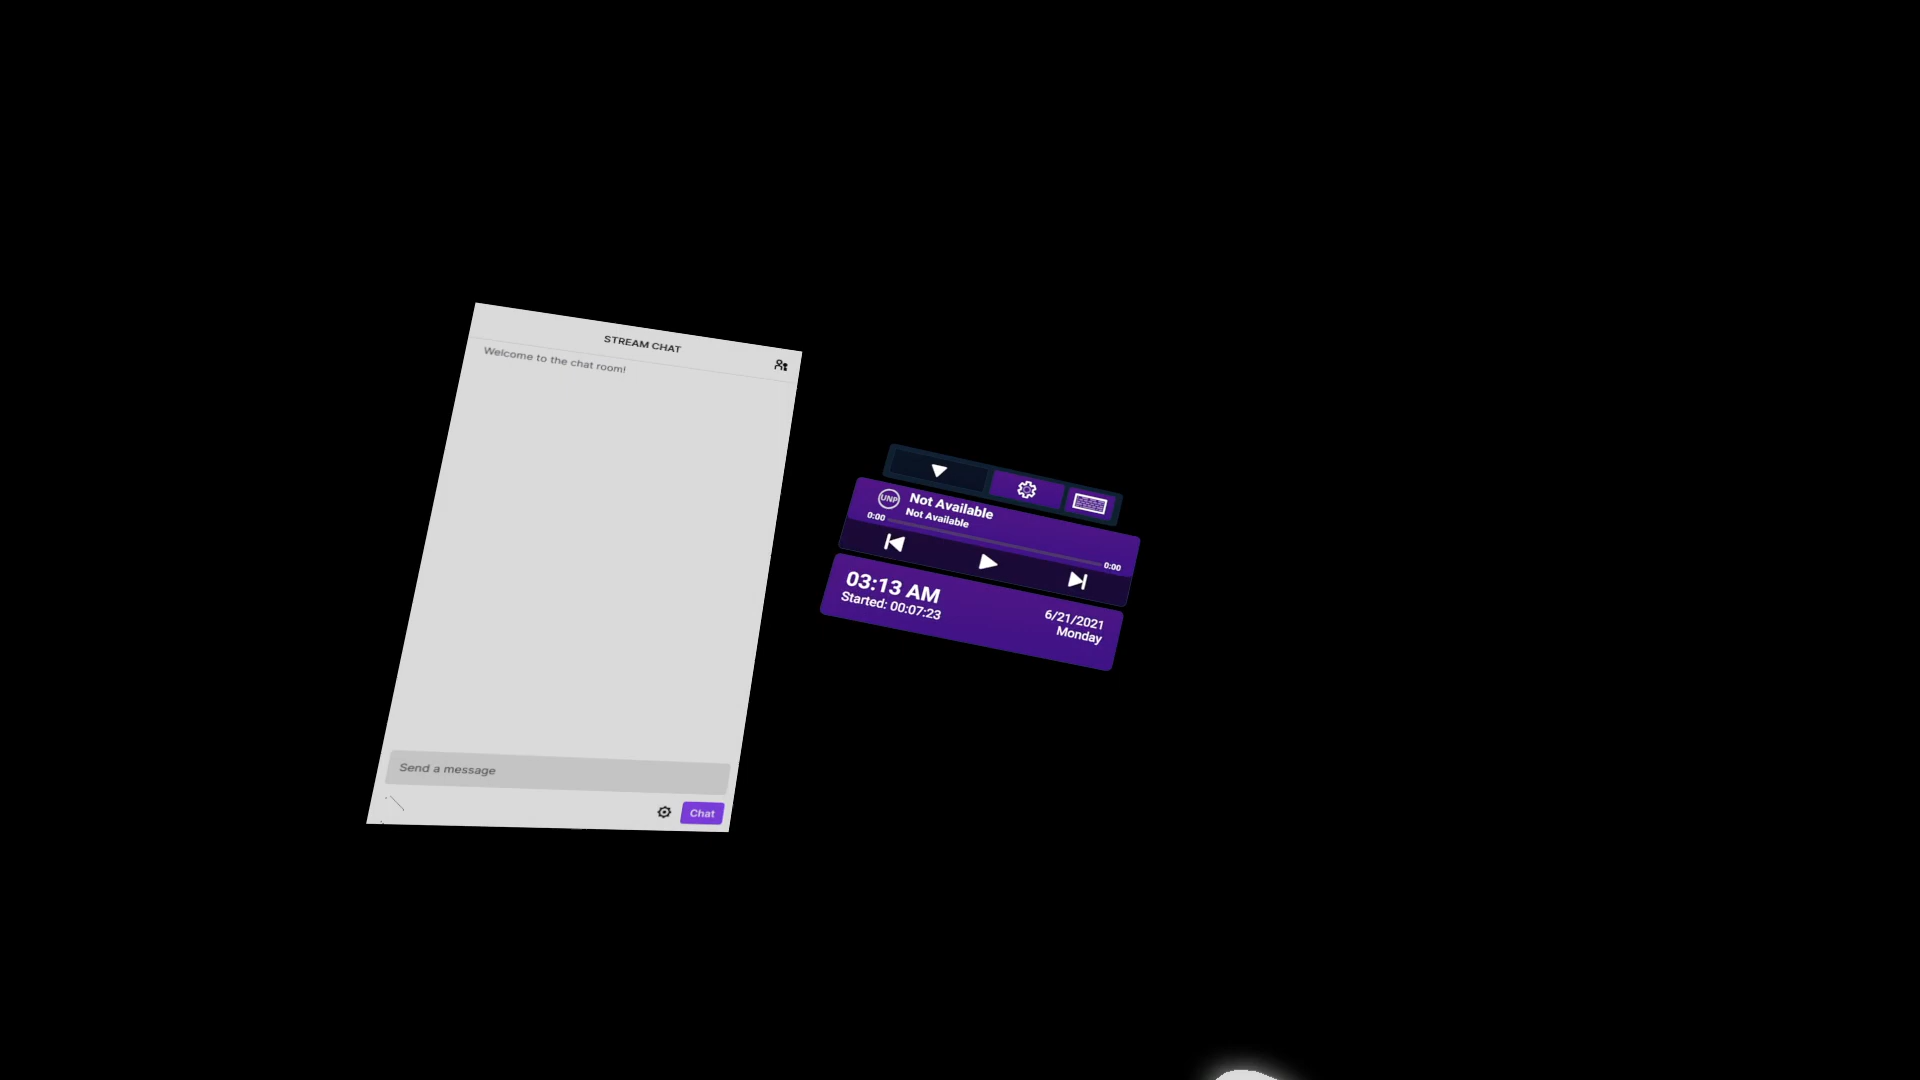 STREAM CHAT
Welcome to the chat room!
Send a message
Chat
UNP
Not Available
Not Available
0:00
0:00
03:13 AM
Started: 00:07:23
6/21/2021
Monday